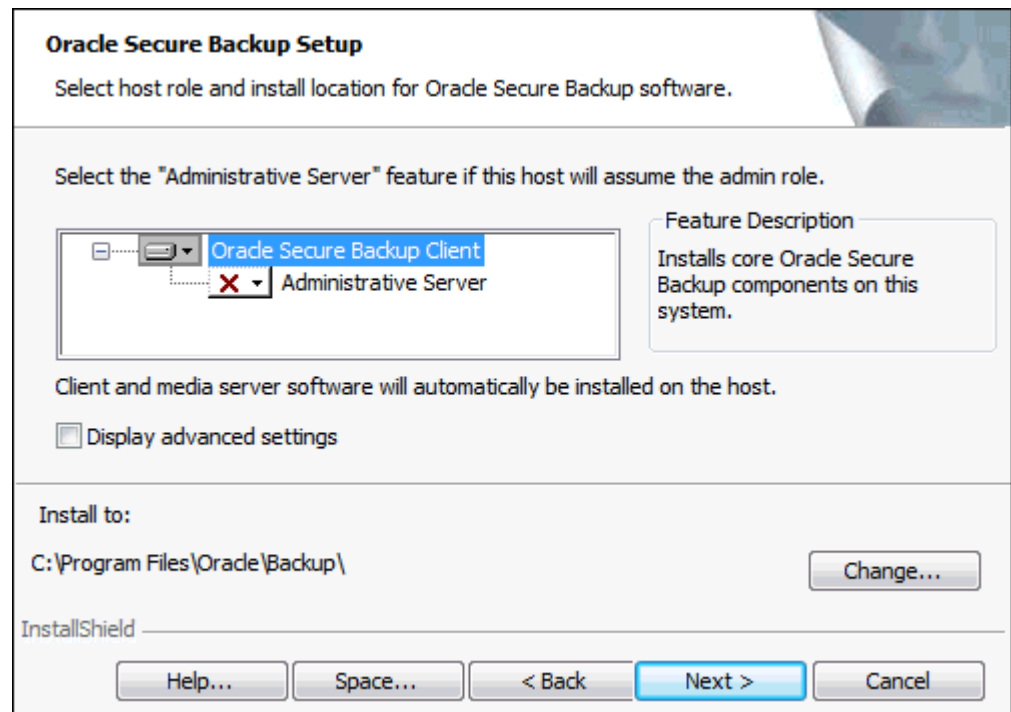 Oracle Secure Backup Setup
Select host role and install location for Oracle Secure Backup software.
Select the "Administrative Server" feature if this host will assume the admin role.
Oracle Secure Backup Client
Administrative Server
Feature Description
Installs core Oracle Secure
Backup components on this
system.
Client and media server software will automatically be installed on the host.
Display advanced settings
Install to:
C:\Program Files\Oracle\Backup\
Change...
InstallShield
Help...
Space...
< Back
Next >
Cancel